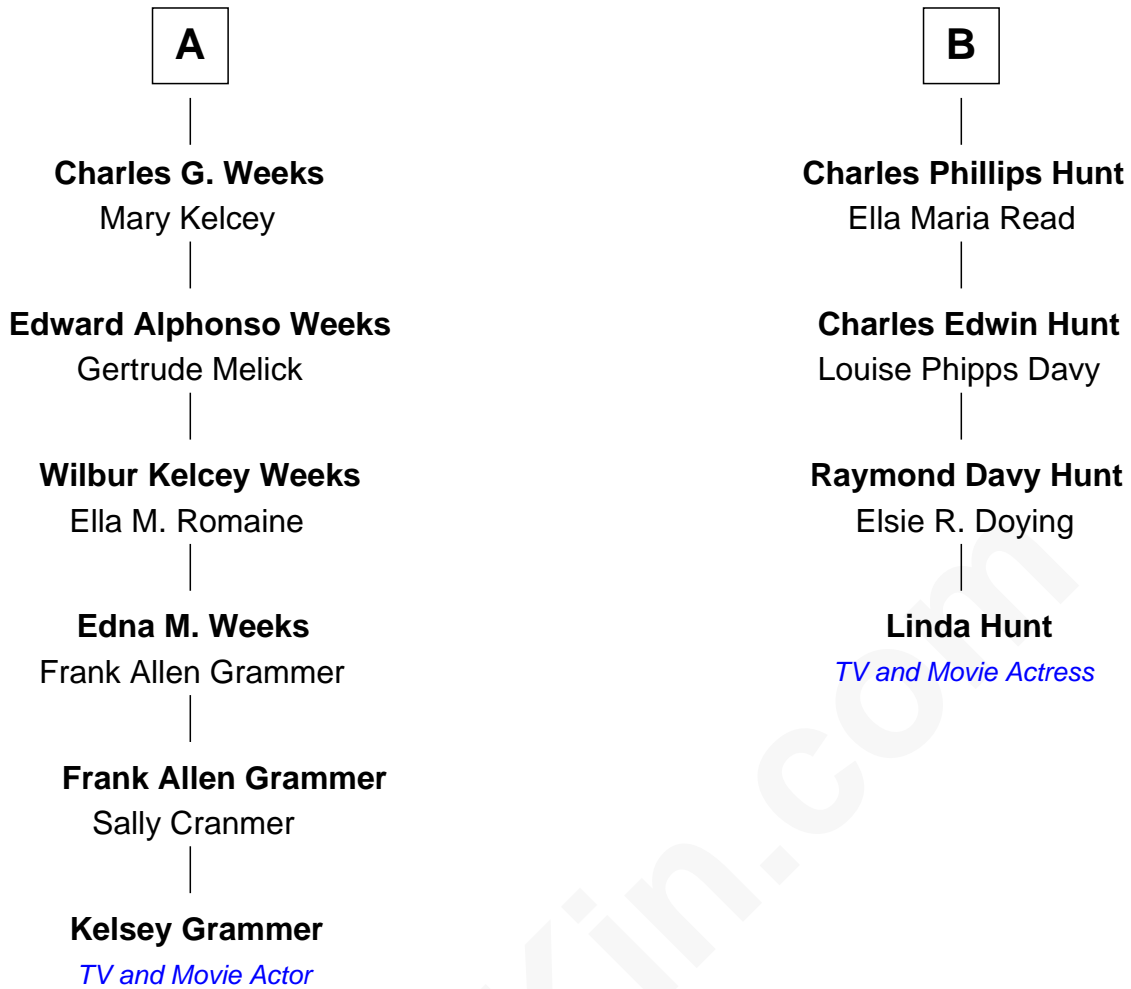 A
Charles G. Weeks
Mary Kelcey
Edward Alphonso Weeks
Gertrude Melick
Wilbur Kelcey Weeks
Ella M. Romaine
Edna M. Weeks
Frank Allen Grammer
Frank Allen Grammer
Sally Cranmer
Kelsey Grammer
TV and Movie Actor
B
Charles Phillips Hunt
Ella Maria Read
Charles Edwin Hunt
Louise Phipps Davy
Raymond Davy Hunt
Elsie R. Doying
Linda Hunt
TV and Movie Actress